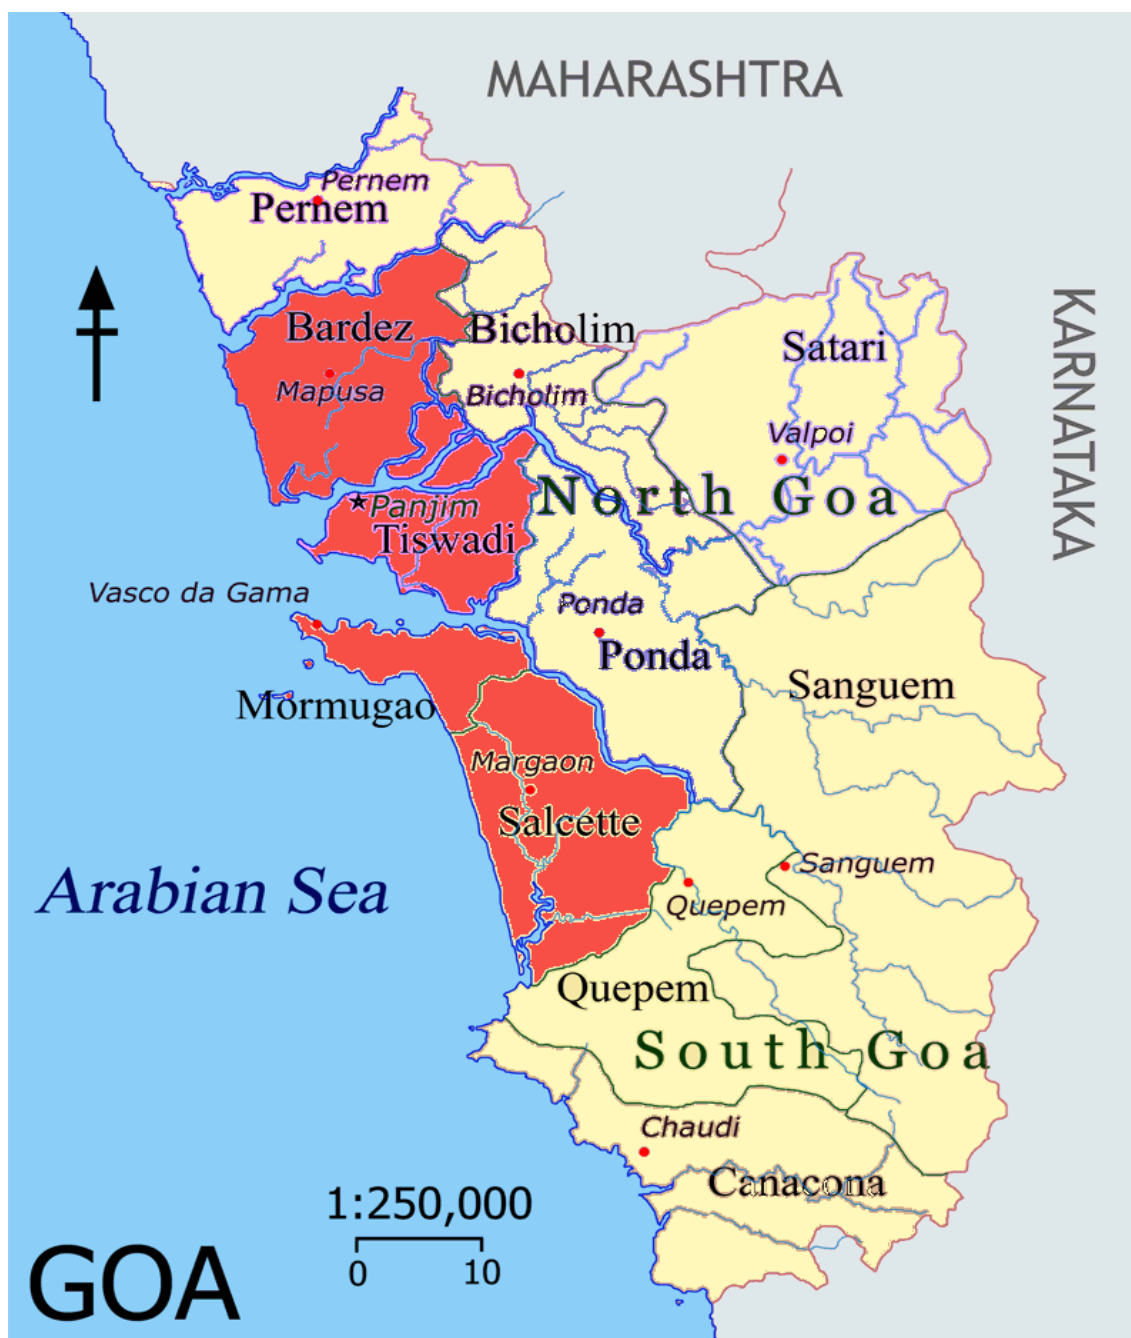 MAHARASHTRA
Pernem
Pernem
KARNATAKA
Bardez
Bicholim
Satari
Mapusa
Bicholim
Valpoi
North Goa
Panjim
Tiswadi
Vasco da Gama
Ponda
Ponda
Sanguem
Mormugao
Margaon
Salcette
Sanguem
Arabian Sea
Quepem
Quepem
South Goa
Chaudi
Canacona
1:250,000
0 10
GOA